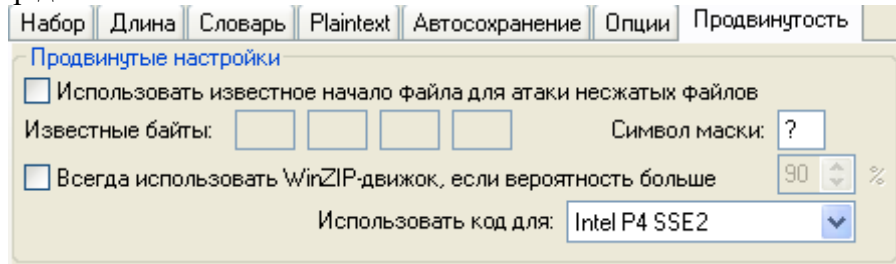 Набор Длина Словарь Plaintext Автосохранение Опции Продвинутость
Продвинутые настройки
Использовать известное начало файла для атаки несжатых файлов
Известные байты: Символ маски: ?
Всегда использовать WinZIP-движок, если вероятность больше 90 %
Использовать код для: Intel P4 SSE2